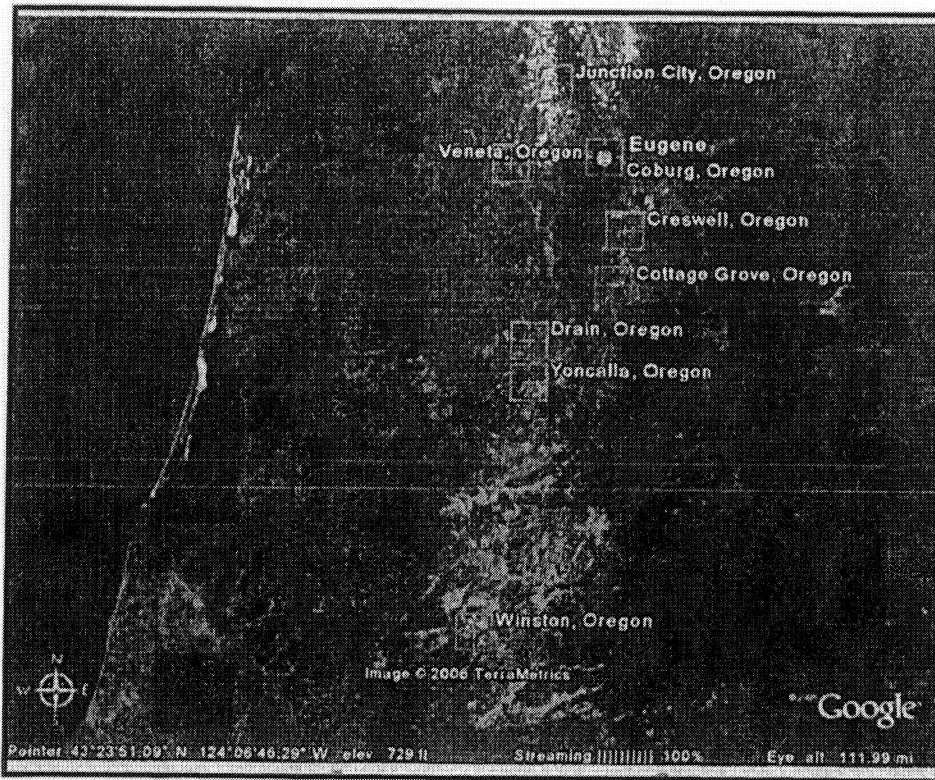 Junction City, Oregon
Veneta, Oregon
Eugene
Coburg, Oregon
Creswell, Oregon
Cottage Grove, Oregon
Drain, Oregon
Yoncalla, Oregon
Winston, Oregon
Image © 2006 TerraMetrics
N
W E
Google
Pointer 43°23'51.09" N 124°06'46.29" W elev 729 ft Streaming |||||||||| 100% Eye alt 111.99 mi